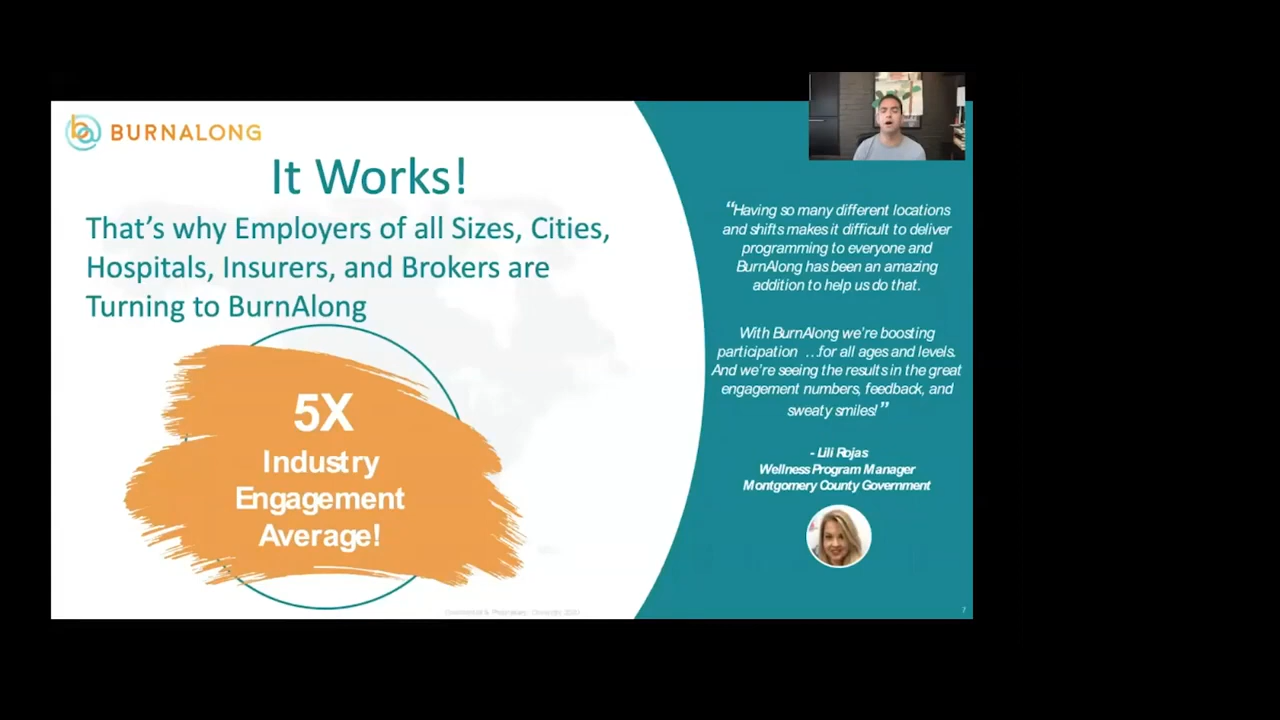 BURNALONG
It Works!
That's why Employers of all Sizes, Cities,
Hospitals, Insurers, and Brokers are
Turning to BurnAlong
5X
Industry
Engagement
Average!
“Having so many different locations
and shifts makes it difficult to deliver
programming to everyone and
BurnAlong has been an amazing
addition to help us do that.
With BurnAlong we're boosting
participation ...for all ages and levels.
And we're seeing the results in the great
engagement numbers, feedback, and
sweaty smiles!”
- Lili Rojas
Wellness Program Manager
Montgomery County Government
7